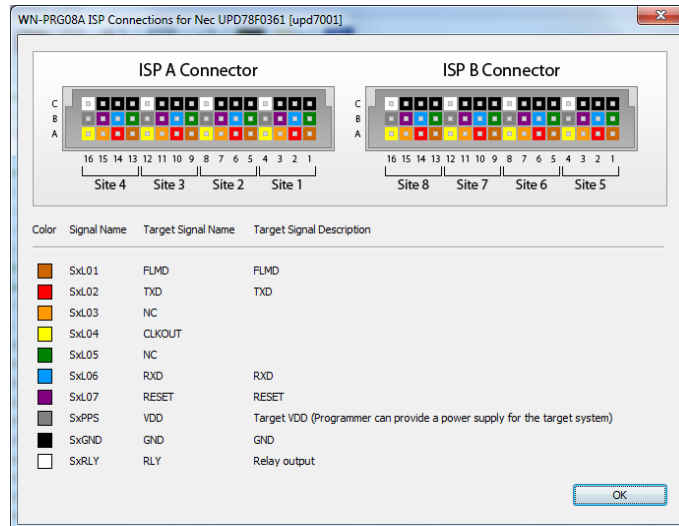 WN-PRG08A ISP Connections for Nec UPD78F0361 [upd7001]
ISP A Connector
ISP B Connector
C
B
A
16 15 14 13 12 11 10 9 8 7 6 5 4 3 2 1
Site 4 Site 3 Site 2 Site 1
C
B
A
16 15 14 13 12 11 10 9 8 7 6 5 4 3 2 1
Site 8 Site 7 Site 6 Site 5
Color Signal Name Target Signal Name Target Signal Description
SxL01 FLMD FLMD
SxL02 TXD TXD
SxL03 NC
SxL04 CLKOUT
SxL05 NC
SxL06 RXD RXD
SxL07 RESET RESET
SxPPS VDD Target VDD (Programmer can provide a power supply for the target system)
SxGND GND GND
SxRLY RLY Relay output
OK